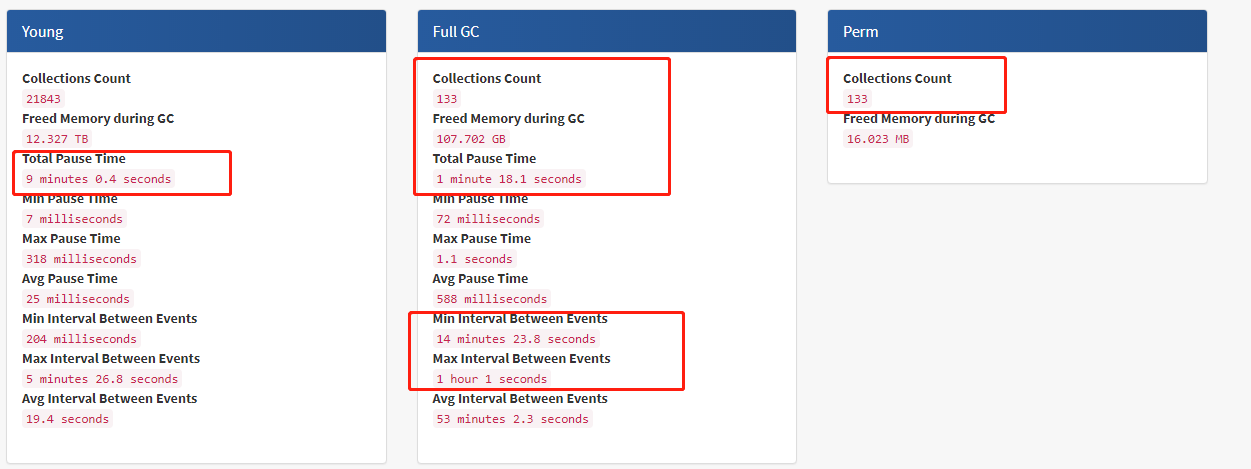 Young
Collections Count
21843
Freed Memory during GC
12.327 TB
Total Pause Time
9 minutes 0.4 seconds
Min Pause Time
7 milliseconds
Max Pause Time
318 milliseconds
Avg Pause Time
25 milliseconds
Min Interval Between Events
204 milliseconds
Max Interval Between Events
5 minutes 26.8 seconds
Avg Interval Between Events
19.4 seconds
Full GC
Collections Count
133
Freed Memory during GC
107.702 GB
Total Pause Time
1 minute 18.1 seconds
Min Pause Time
72 milliseconds
Max Pause Time
1.1 seconds
Avg Pause Time
588 milliseconds
Min Interval Between Events
14 minutes 23.8 seconds
Max Interval Between Events
1 hour 1 seconds
Avg Interval Between Events
53 minutes 2.3 seconds
Perm
Collections Count
133
Freed Memory during GC
16.023 MB